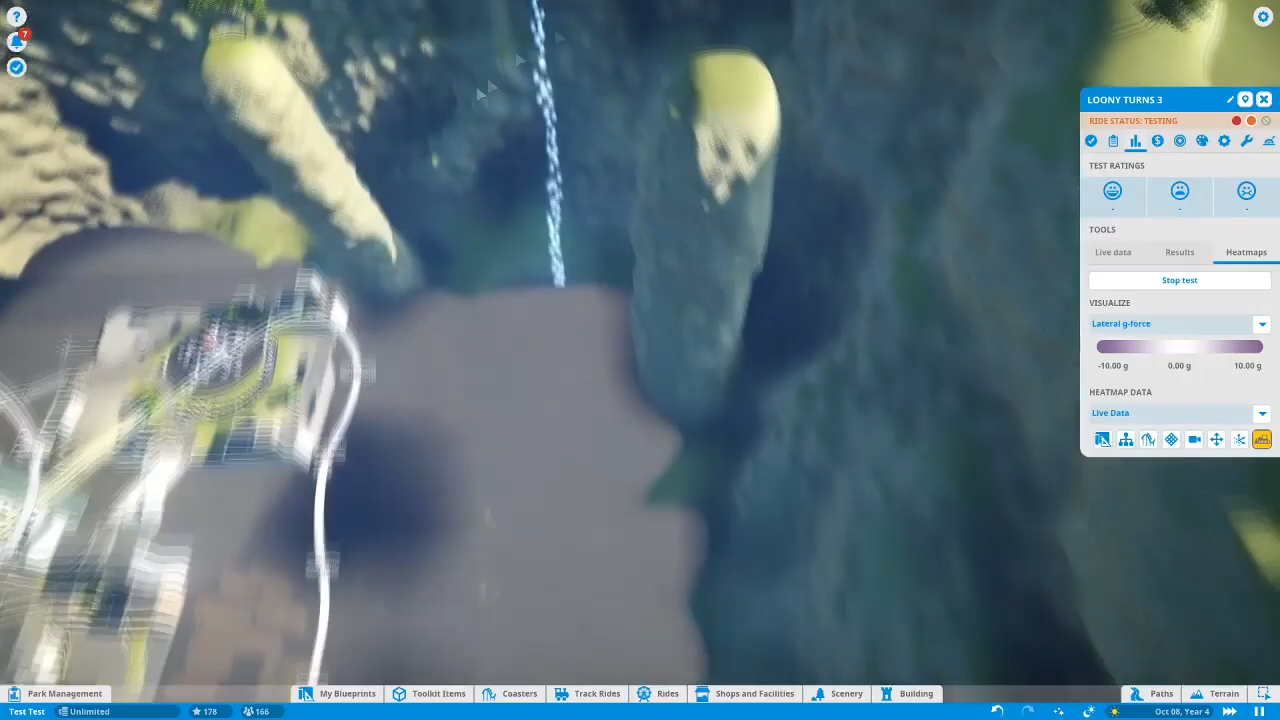 ?
7
LOONY TURNS 3
RIDE STATUS: TESTING
TEST RATINGS
- - -
TOOLS
Live data Results Heatmaps
Stop test
VISUALIZE
Lateral g-force
-10.00 g 0.00 g 10.00 g
HEATMAP DATA
Live Data
Park Management My Blueprints Toolkit Items Coasters Track Rides Rides Shops and Facilities Scenery Building Paths Terrain
Test Test Unlimited 178 166 Oct 08, Year 4